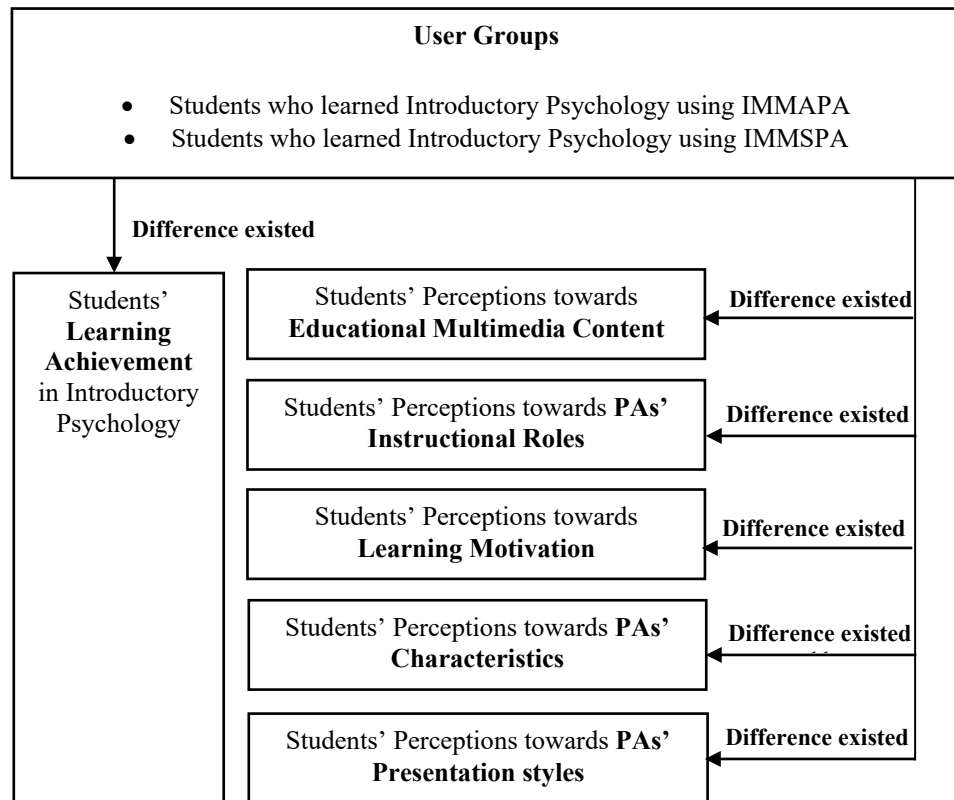 User Groups
• Students who learned Introductory Psychology using IMMAPA
• Students who learned Introductory Psychology using IMMSPA
Difference existed
Students’
Learning
Achievement
in Introductory
Psychology
Students’ Perceptions towards
Educational Multimedia Content
Difference existed
Students’ Perceptions towards PAs’
Instructional Roles
Difference existed
Students’ Perceptions towards
Learning Motivation
Difference existed
Students’ Perceptions towards PAs’
Characteristics
Difference existed
Students’ Perceptions towards PAs’
Presentation styles
Difference existed